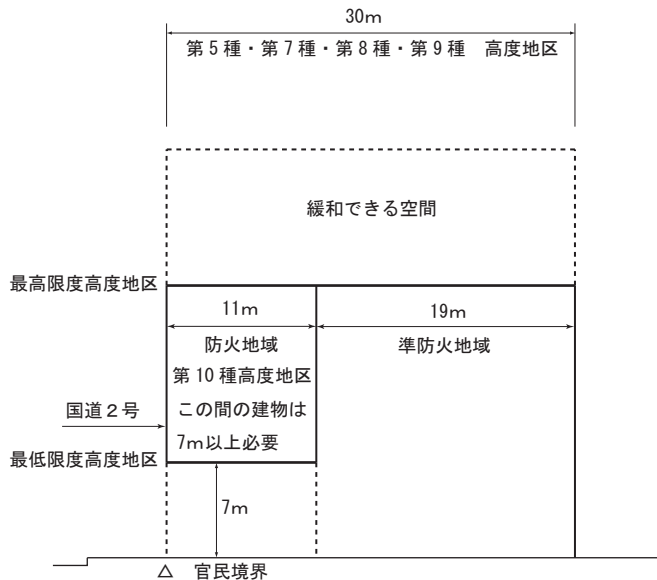 30m
第5種・第7種・第8種・第9種 高度地区
緩和できる空間
最高限度高度地区
11m
19m
防火地域
準防火地域
第10種高度地区
この間の建物は
7m以上必要
国道2号
最低限度高度地区
7m
△ 官民境界